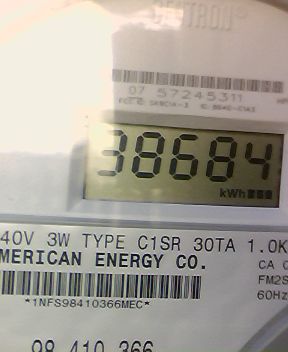 CENTRON®
07 57245311
38684
kWh
40V 3W TYPE C1SR 30TA 1.0K
MERICAN ENERGY CO.
CA
FM2S
60Hz
*1NFS98410366MEC*
98 410 366